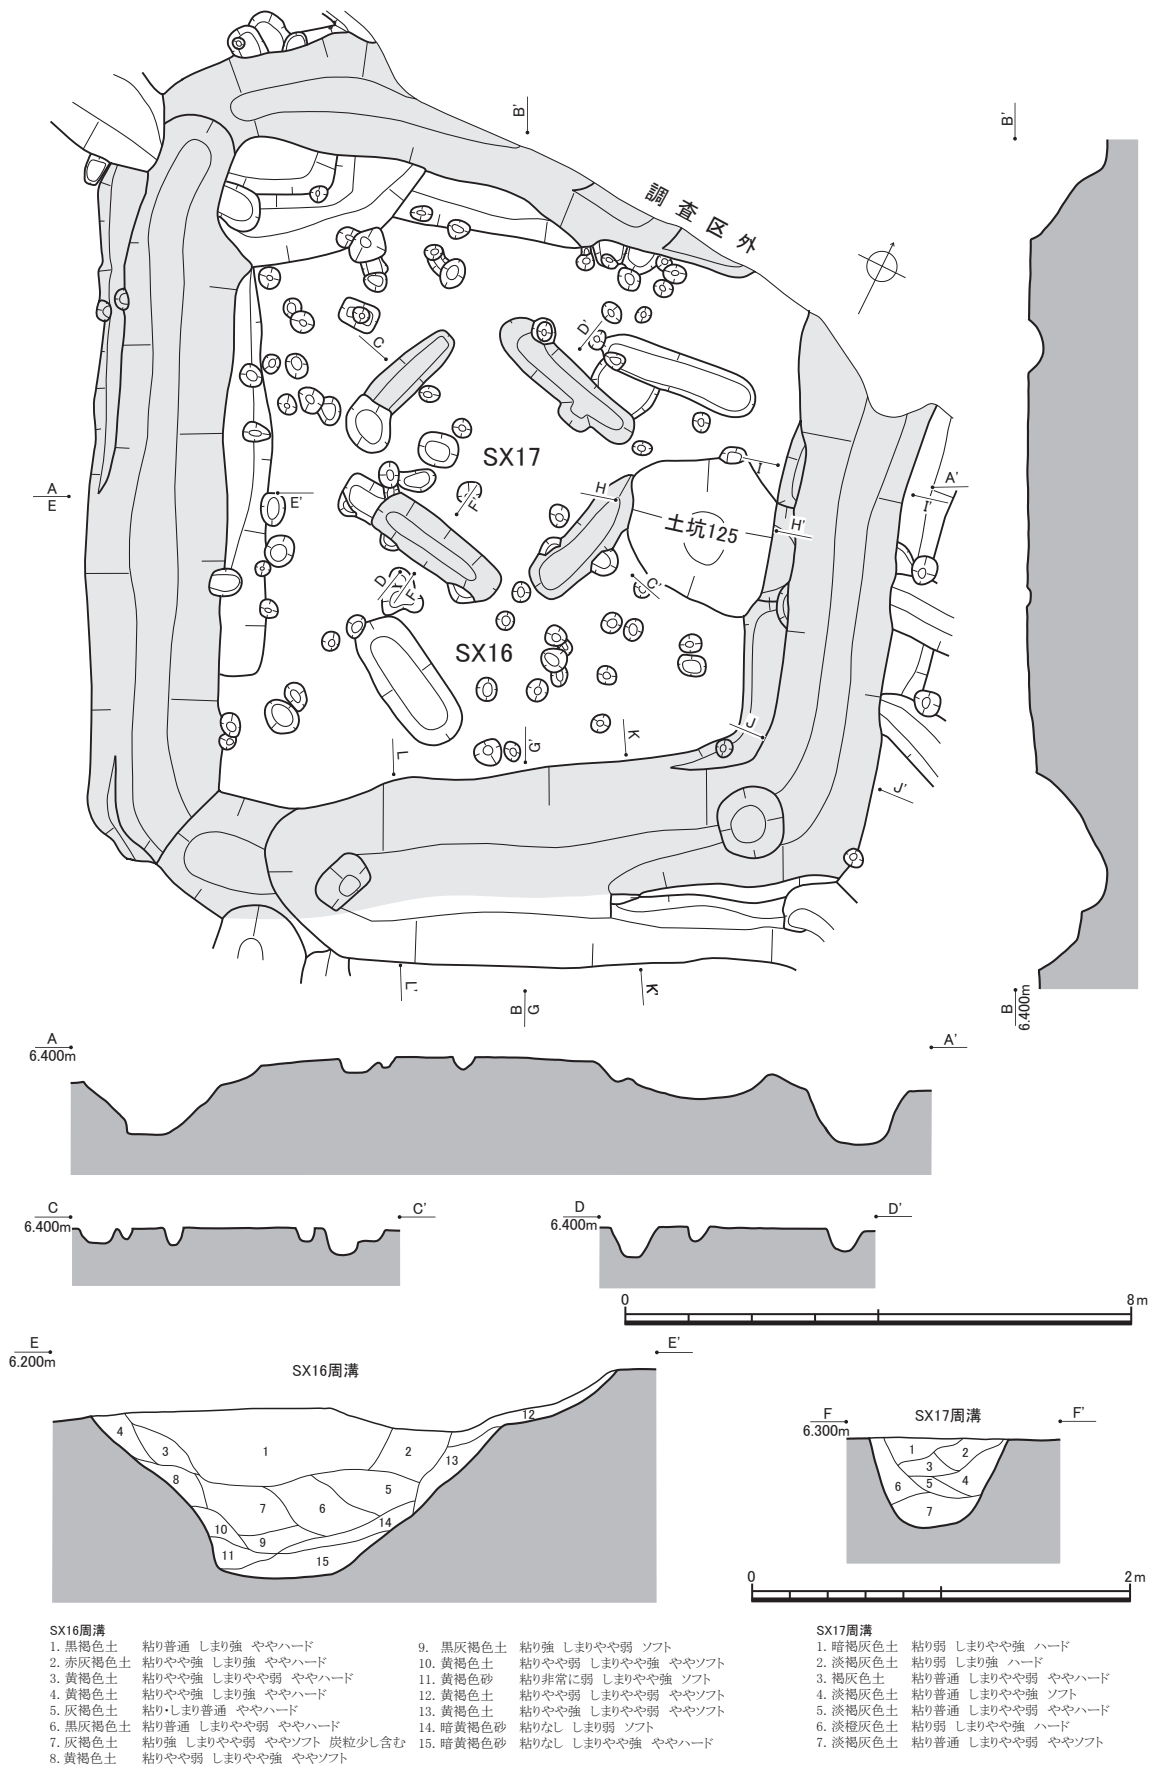 B'
B'
調査区外
C
D'
SX17
I
A
E
E'
F'
H
H'
A'
I'
土坑125
D
F
C'
SX16
J
J'
L
G'
K
L'
B
G
K'
B
6.400m
A
6.400m
A'
C
6.400m
C'
D
6.400m
D'
0
8m
E
6.200m
E'
SX16周溝
1
2
3
4
5
6
7
8
9
10
11
12
13
14
15
F
6.300m
F'
SX17周溝
1
2
3
4
5
6
7
0
2m
SX16周溝
1. 黒褐色土 粘り普通 しまり強 ややハード
2. 赤灰褐色土 粘りやや強 しまり強 ややハード
3. 黄褐色土 粘りやや強 しまりやや弱 ややハード
4. 黄褐色土 粘りやや強 しまり強 ややハード
5. 灰褐色土 粘り・しまり普通 ややハード
6. 黒灰褐色土 粘り普通 しまりやや弱 ややハード
7. 灰褐色土 粘り強 しまりやや弱 ややソフト 炭粒少し含む
8. 黄褐色土 粘りやや弱 しまりやや強 ややソフト
9. 黒灰褐色土 粘り強 しまりやや弱 ソフト
10. 黄褐色土 粘りやや弱 しまりやや強 ややソフト
11. 黄褐色砂 粘り非常に弱 しまりやや強 ソフト
12. 黄褐色土 粘りやや弱 しまりやや弱 ややソフト
13. 黄褐色土 粘りやや強 しまりやや弱 ややソフト
14. 暗黄褐色砂 粘りなし しまり弱 ソフト
15. 暗黄褐色砂 粘りなし しまりやや強 ややハード
SX17周溝
1. 暗褐灰色土 粘り弱 しまりやや強 ハード
2. 淡褐灰色土 粘り弱 しまり強 ハード
3. 褐灰色土 粘り普通 しまりやや弱 ややハード
4. 淡褐灰色土 粘り普通 しまりやや強 ソフト
5. 淡褐灰色土 粘り普通 しまりやや弱 ややハード
6. 淡橙灰色土 粘り弱 しまりやや強 ハード
7. 淡褐灰色土 粘り普通 しまりやや弱 ややソフト